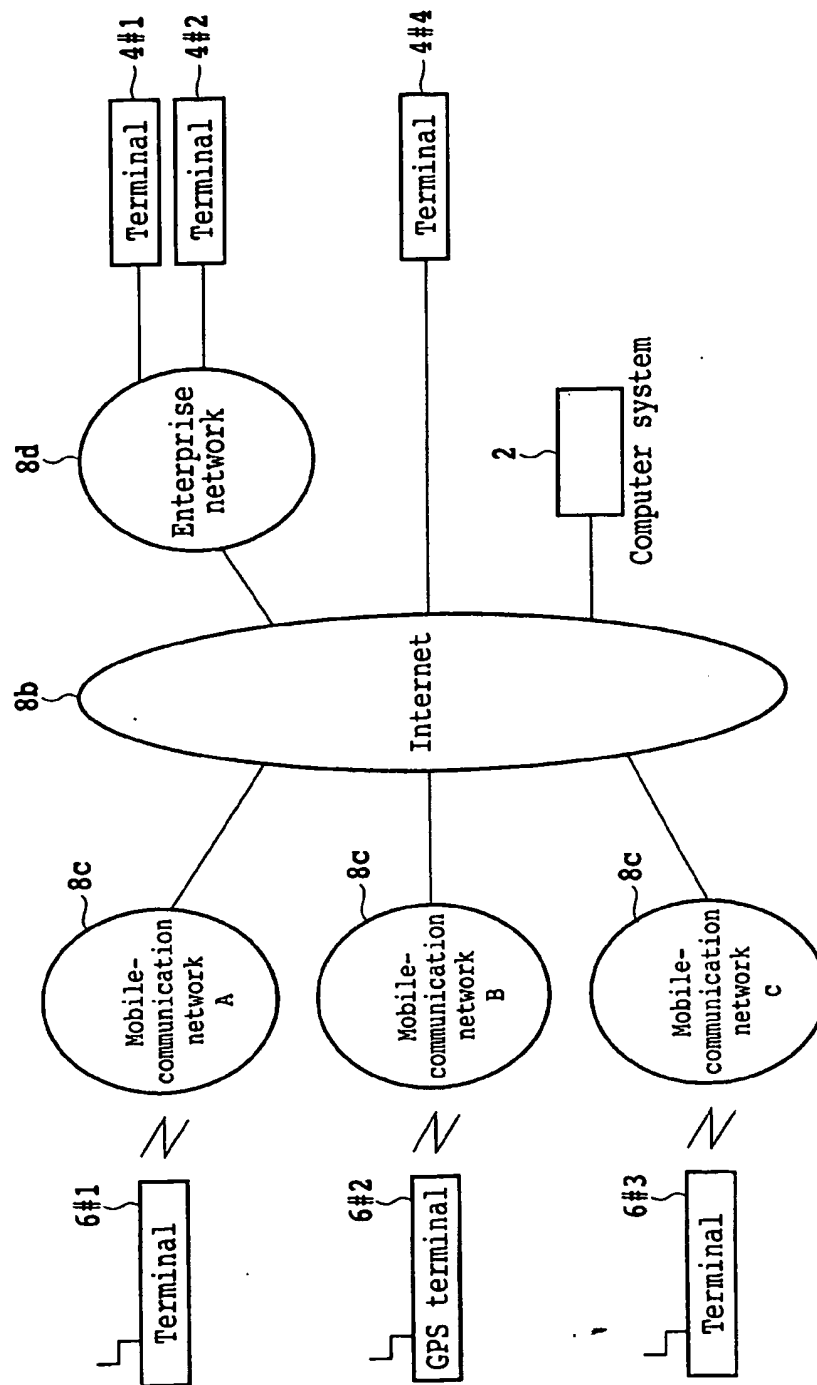 6#1
Terminal
6#2
GPS terminal
6#3
Terminal
8c
Mobile-
communication
network
A
8c
Mobile-
communication
network
B
8c
Mobile-
communication
network
C
8b
Internet
8d
Enterprise
network
2
Computer system
Terminal
4#1
Terminal
4#2
Terminal
4#4